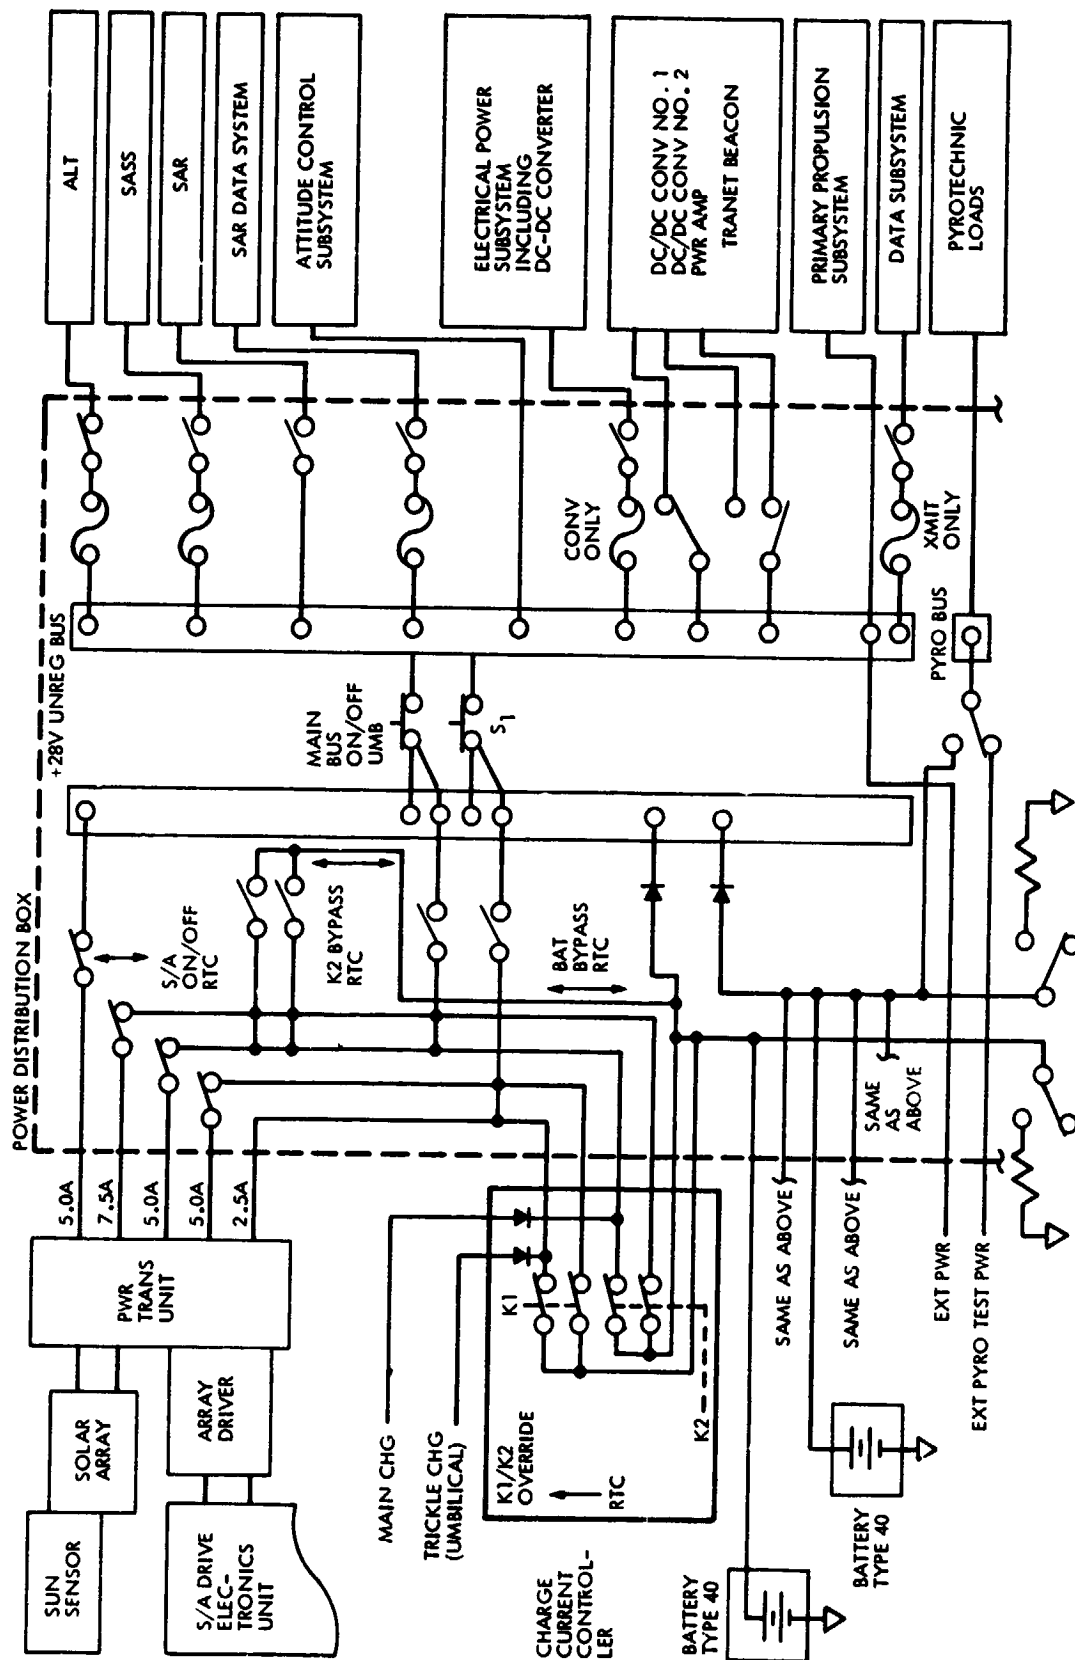 SUN
SENSOR
SOLAR
ARRAY
S/A DRIVE
ELEC-
TRONICS
UNIT
ARRAY
DRIVER
PWR
TRANS
UNIT
5.0A
7.5A
5.0A
5.0A
2.5A
POWER DISTRIBUTION BOX
S/A
ON/OFF
RTC
K2 BYPASS
RTC
BAT
BYPASS
RTC
+28V UNREG BUS
MAIN
BUS
ON/OFF
UMB
S1
CONV
ONLY
XMIT
ONLY
PYRO BUS
ALT
SASS
SAR
SAR DATA SYSTEM
ATTITUDE CONTROL
SUBSYSTEM
ELECTRICAL POWER
SUBSYSTEM
INCLUDING
DC-DC CONVERTER
DC/DC CONV NO. 1
DC/DC CONV NO. 2
PWR AMP
TRANET BEACON
PRIMARY PROPULSION
SUBSYSTEM
DATA SUBSYSTEM
PYROTECHNIC
LOADS
MAIN CHG
TRICKLE CHG
(UMBILICAL)
CHARGE
CURRENT
CONTROL-
LER
K1/K2
OVERRIDE
RTC
K1
K2
BATTERY
TYPE 40
BATTERY
TYPE 40
SAME AS ABOVE
SAME AS ABOVE
SAME
AS
ABOVE
EXT PWR
EXT PYRO TEST PWR